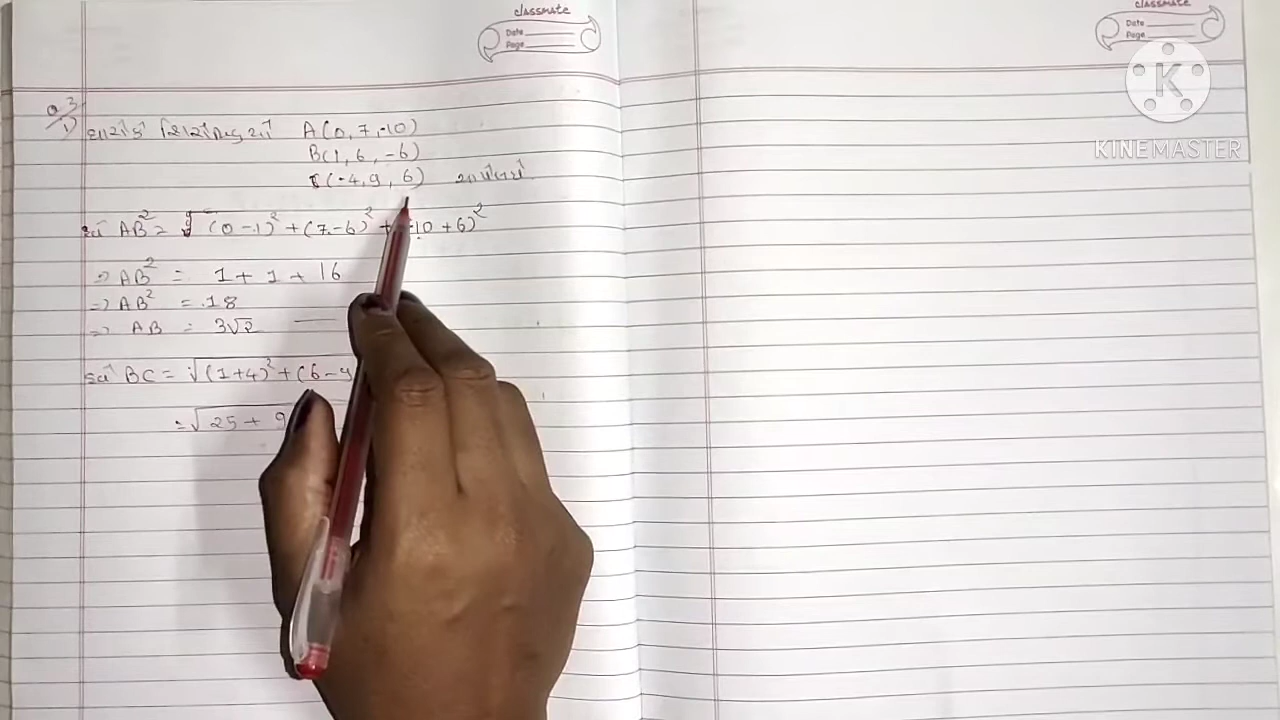 classmate
Date
Page
classmate
Date
Page
K
KINEMASTER
Q 3
1)
A(0, 7, -10)
B(1, 6, -6)
C(-4, 9, 6)
AB² = (0-1)² + (7-6)² + (-10+6)²
⇒ AB² = 1 + 1 + 16
⇒ AB² = 18
⇒ AB = 3√2
BC = √(1+4)² + (6-9
= √25 + 9